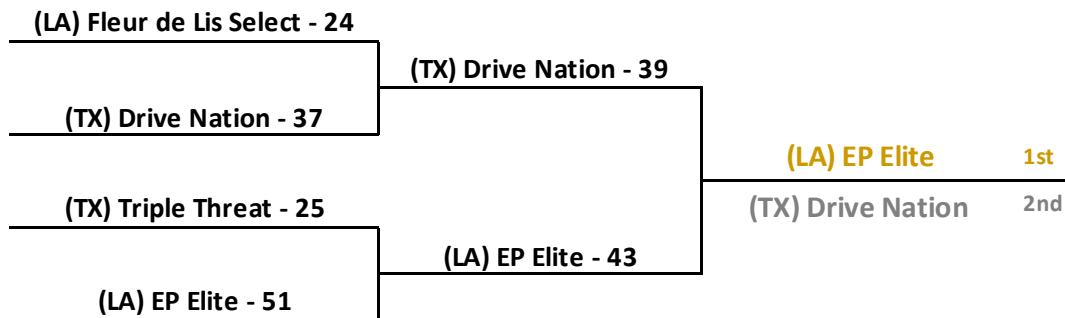 (LA) Fleur de Lis Select - 24
(TX) Drive Nation - 39
(TX) Drive Nation - 37
(LA) EP Elite 1st
(TX) Drive Nation 2nd
(TX) Triple Threat - 25
(LA) EP Elite - 43
(LA) EP Elite - 51